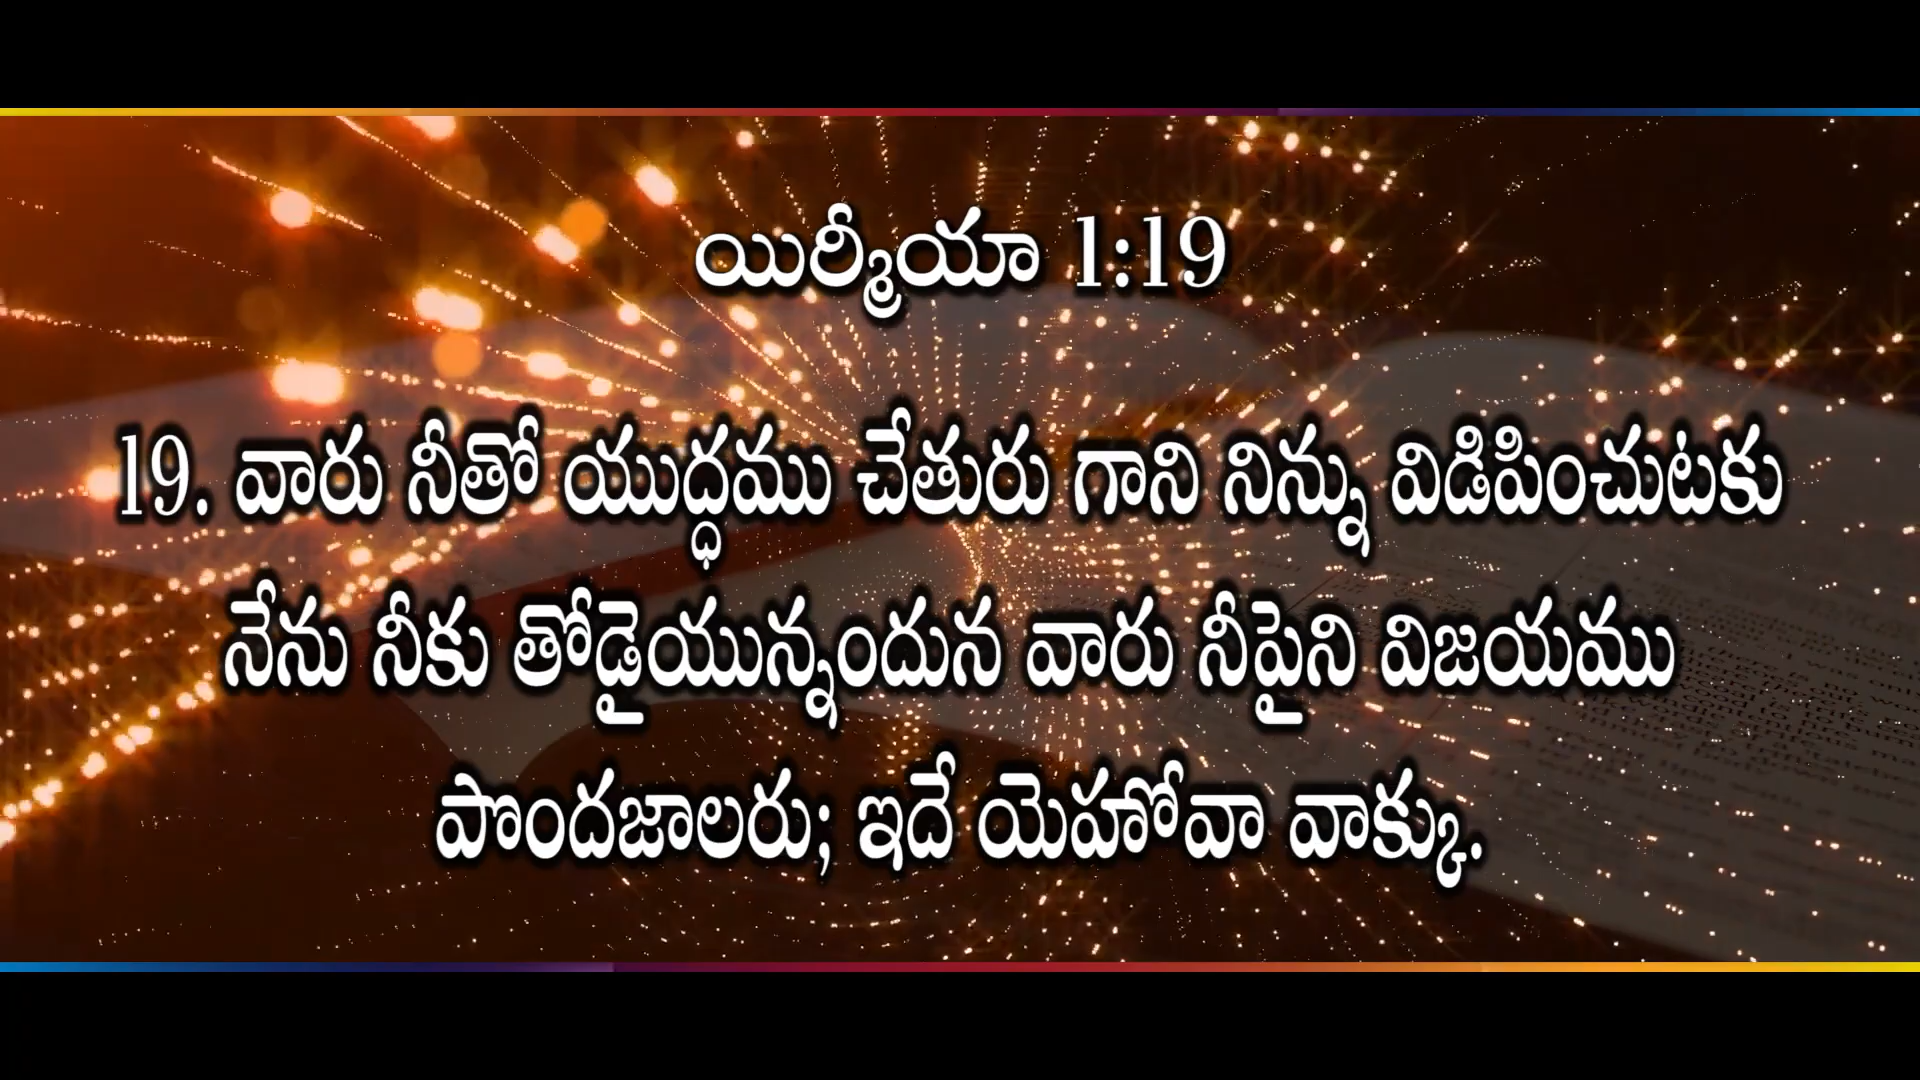 యిర్మీయా 1:19
19. వారు నీతో యుద్ధము చేతురు గాని నిన్ను విడిపించుటకు
నేను నీకు తోడైయున్నందున వారు నీపైని విజయము
పొందజాలరు; ఇదే యెహోవా వాక్కు.